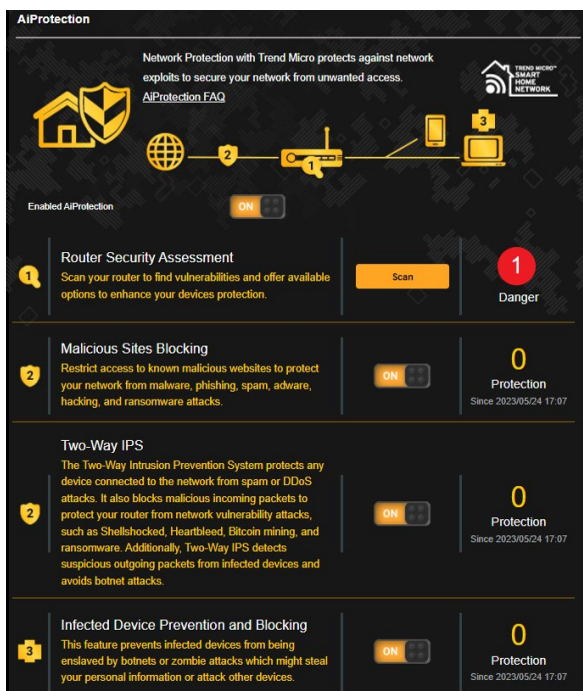 AiProtection
Network Protection with Trend Micro protects against network
exploits to secure your network from unwanted access.
AiProtection FAQ
TREND MICRO™
SMART
HOME
NETWORK
3
2
1
Enabled AiProtection
ON
1
Router Security Assessment
Scan your router to find vulnerabilities and offer available
options to enhance your devices protection.
Scan
1
Danger
2
Malicious Sites Blocking
Restrict access to known malicious websites to protect
your network from malware, phishing, spam, adware,
hacking, and ransomware attacks.
ON
0
Protection
Since 2023/05/24 17:07
2
Two-Way IPS
The Two-Way Intrusion Prevention System protects any
device connected to the network from spam or DDoS
attacks. It also blocks malicious incoming packets to
protect your router from network vulnerability attacks,
such as Shellshocked, Heartbleed, Bitcoin mining, and
ransomware. Additionally, Two-Way IPS detects
suspicious outgoing packets from infected devices and
avoids botnet attacks.
ON
0
Protection
Since 2023/05/24 17:07
3
Infected Device Prevention and Blocking
This feature prevents infected devices from being
enslaved by botnets or zombie attacks which might steal
your personal information or attack other devices.
ON
0
Protection
Since 2023/05/24 17:07